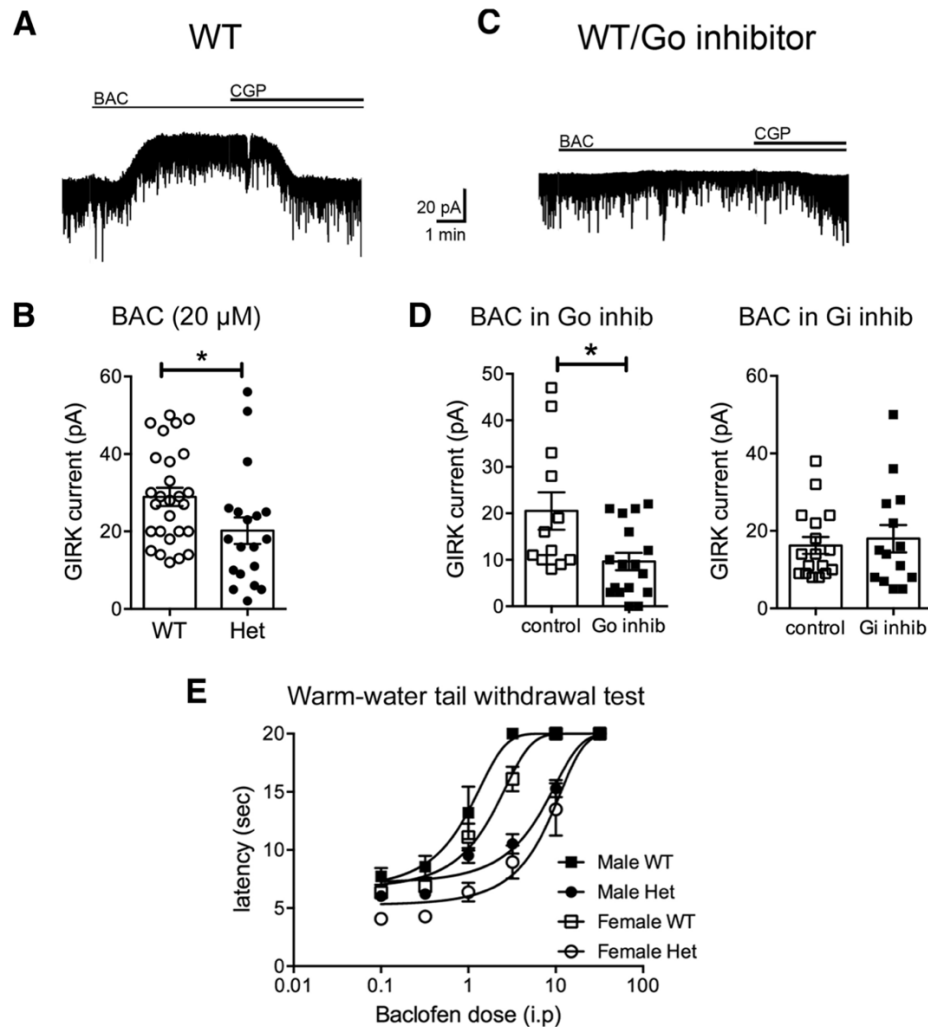 A
WT
BAC
CGP
20 pA
1 min
C
WT/Go inhibitor
BAC
CGP
B
BAC (20 μM)
*
GIRK current (pA)
60
40
20
0
WT
Het
D
BAC in Go inhib
*
GIRK current (pA)
50
40
30
20
10
0
control
Go inhib
BAC in Gi inhib
GIRK current (pA)
60
40
20
0
control
Gi inhib
E
Warm-water tail withdrawal test
latency (sec)
20
15
10
5
0
0.01
0.1
1
10
100
Baclofen dose (i.p)
Male WT
Male Het
Female WT
Female Het